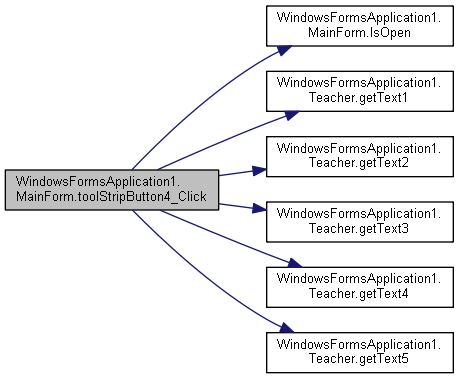 WindowsFormsApplication1.
MainForm.IsOpen
WindowsFormsApplication1.
Teacher.getText1
WindowsFormsApplication1.
Teacher.getText2
WindowsFormsApplication1.
MainForm.toolStripButton4_Click
WindowsFormsApplication1.
Teacher.getText3
WindowsFormsApplication1.
Teacher.getText4
WindowsFormsApplication1.
Teacher.getText5